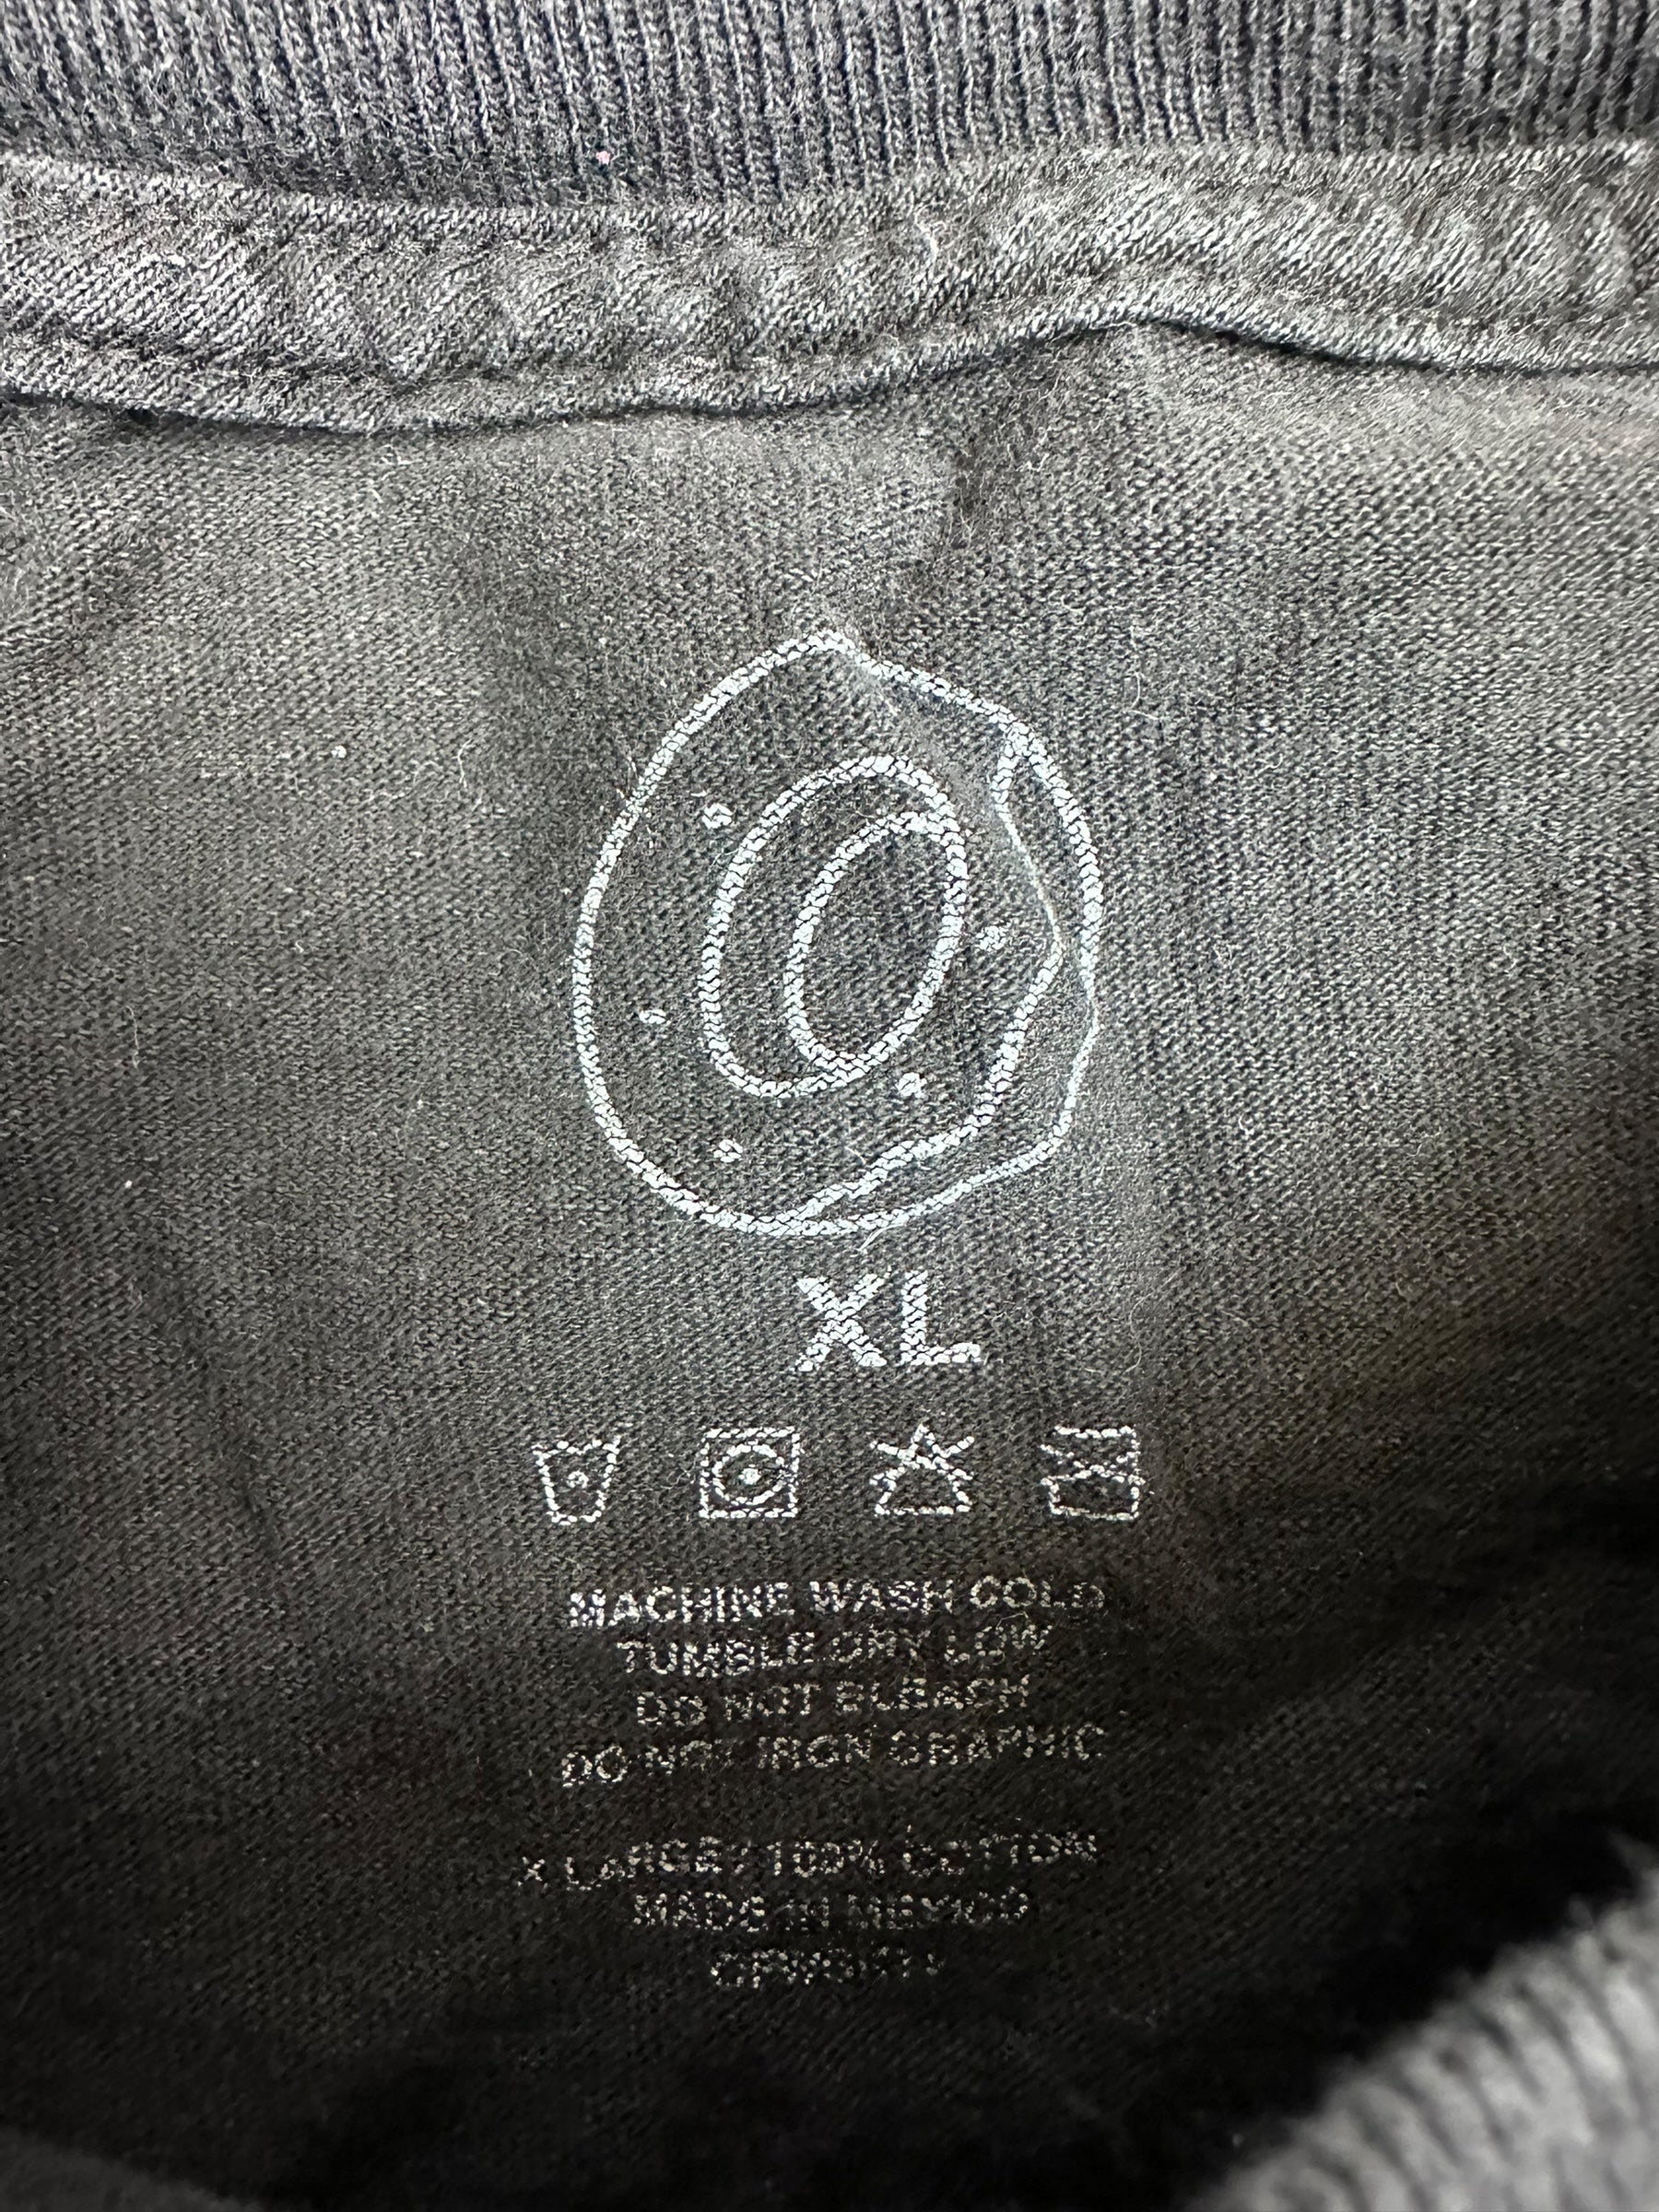 XL
MACHINE WASH COLD
TUMBLE DRY LOW
DO NOT BLEACH
DO NOT IRON GRAPHIC
X LARGE / 100% COTTON
MADE IN MEXICO